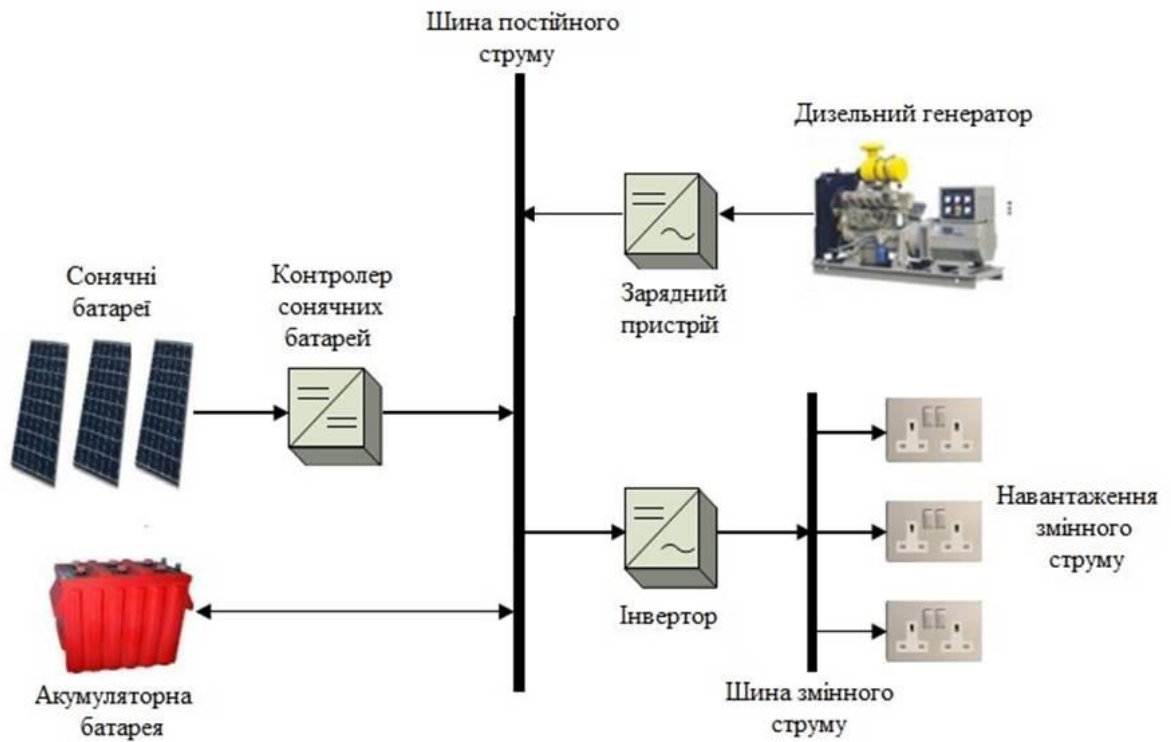 Шина постійного
струму
Дизельний генератор
Зарядний
пристрій
Сонячні
батареї
Контролер
сонячних
батарей
Навантаження
змінного
струму
Інвертор
Акумуляторна
батарея
Шина змінного
струму